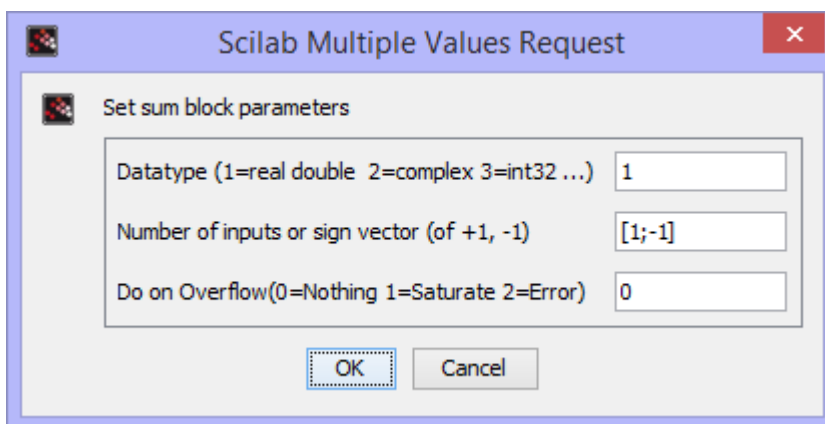 Scilab Multiple Values Request
Set sum block parameters
Datatype (1=real double 2=complex 3=int32 ...) 1
Number of inputs or sign vector (of +1, -1) [1;-1]
Do on Overflow(0=Nothing 1=Saturate 2=Error) 0
OK Cancel